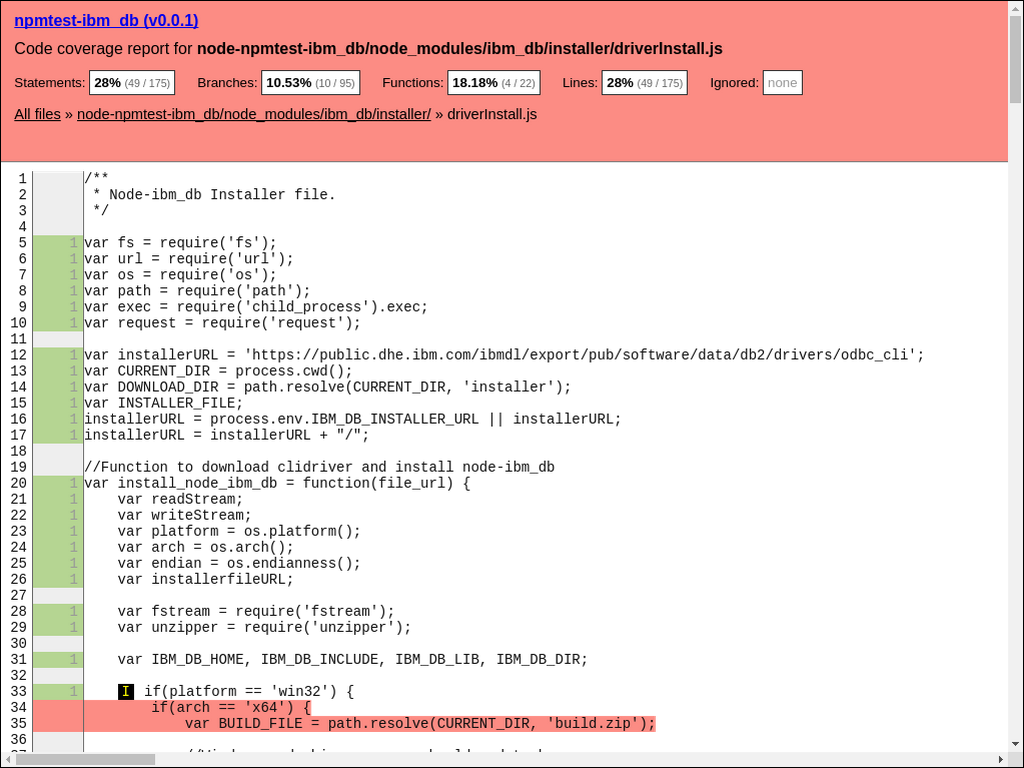 npmtest-ibm_db (v0.0.1)
Code coverage report for node-npmtest-ibm_db/node_modules/ibm_db/installer/driverInstall.js
Statements: 28% (49 / 175) Branches: 10.53% (10 / 95) Functions: 18.18% (4 / 22) Lines: 28% (49 / 175) Ignored: none
All files » node-npmtest-ibm_db/node_modules/ibm_db/installer/ » driverInstall.js
1 /**
2  * Node-ibm_db Installer file.
3  */
4
5 1 var fs = require('fs');
6 1 var url = require('url');
7 1 var os = require('os');
8 1 var path = require('path');
9 1 var exec = require('child_process').exec;
10 1 var request = require('request');
11
12 1 var installerURL = 'https://public.dhe.ibm.com/ibmdl/export/pub/software/data/db2/drivers/odbc_cli';
13 1 var CURRENT_DIR = process.cwd();
14 1 var DOWNLOAD_DIR = path.resolve(CURRENT_DIR, 'installer');
15 1 var INSTALLER_FILE;
16 1 installerURL = process.env.IBM_DB_INSTALLER_URL || installerURL;
17 1 installerURL = installerURL + "/";
18
19 //Function to download clidriver and install node-ibm_db
20 1 var install_node_ibm_db = function(file_url) {
21 1     var readStream;
22 1     var writeStream;
23 1     var platform = os.platform();
24 1     var arch = os.arch();
25 1     var endian = os.endianness();
26 1     var installerfileURL;
27
28 1     var fstream = require('fstream');
29 1     var unzipper = require('unzipper');
30
31 1     var IBM_DB_HOME, IBM_DB_INCLUDE, IBM_DB_LIB, IBM_DB_DIR;
32
33 1     I if(platform == 'win32') {
34         if(arch == 'x64') {
35             var BUILD_FILE = path.resolve(CURRENT_DIR, 'build.zip');
36